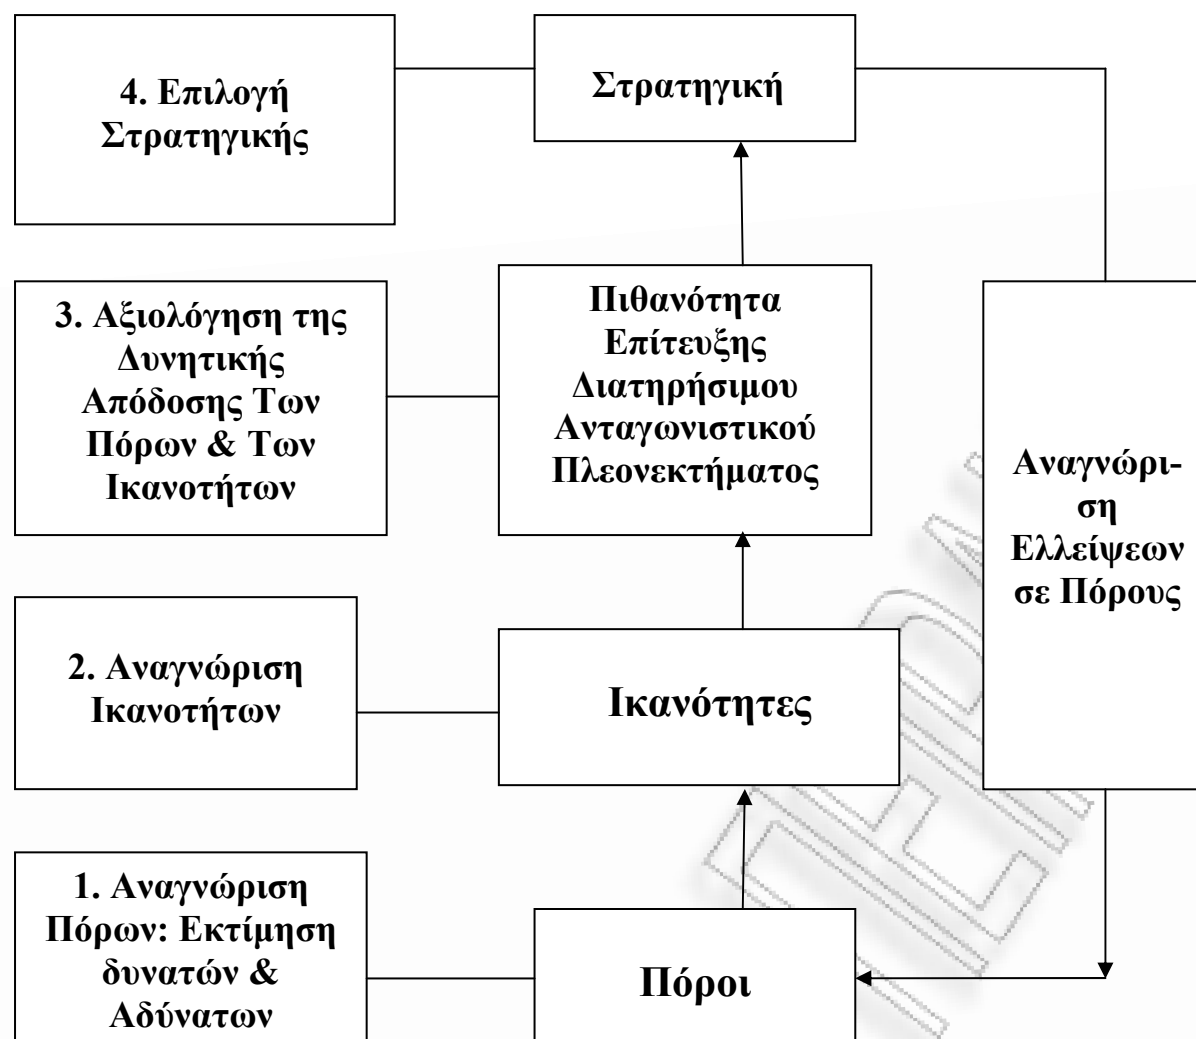 4. Επιλογή
Στρατηγικής
Στρατηγική
3. Αξιολόγηση της
Δυνητικής
Απόδοσης Των
Πόρων & Των
Ικανοτήτων
Πιθανότητα
Επίτευξης
Διατηρήσιμου
Ανταγωνιστικού
Πλεονεκτήματος
Αναγνώρι-
ση
Ελλείψεων
σε Πόρους
2. Αναγνώριση
Ικανοτήτων
Ικανότητες
1. Αναγνώριση
Πόρων: Εκτίμηση
δυνατών &
Αδύνατων
Πόροι